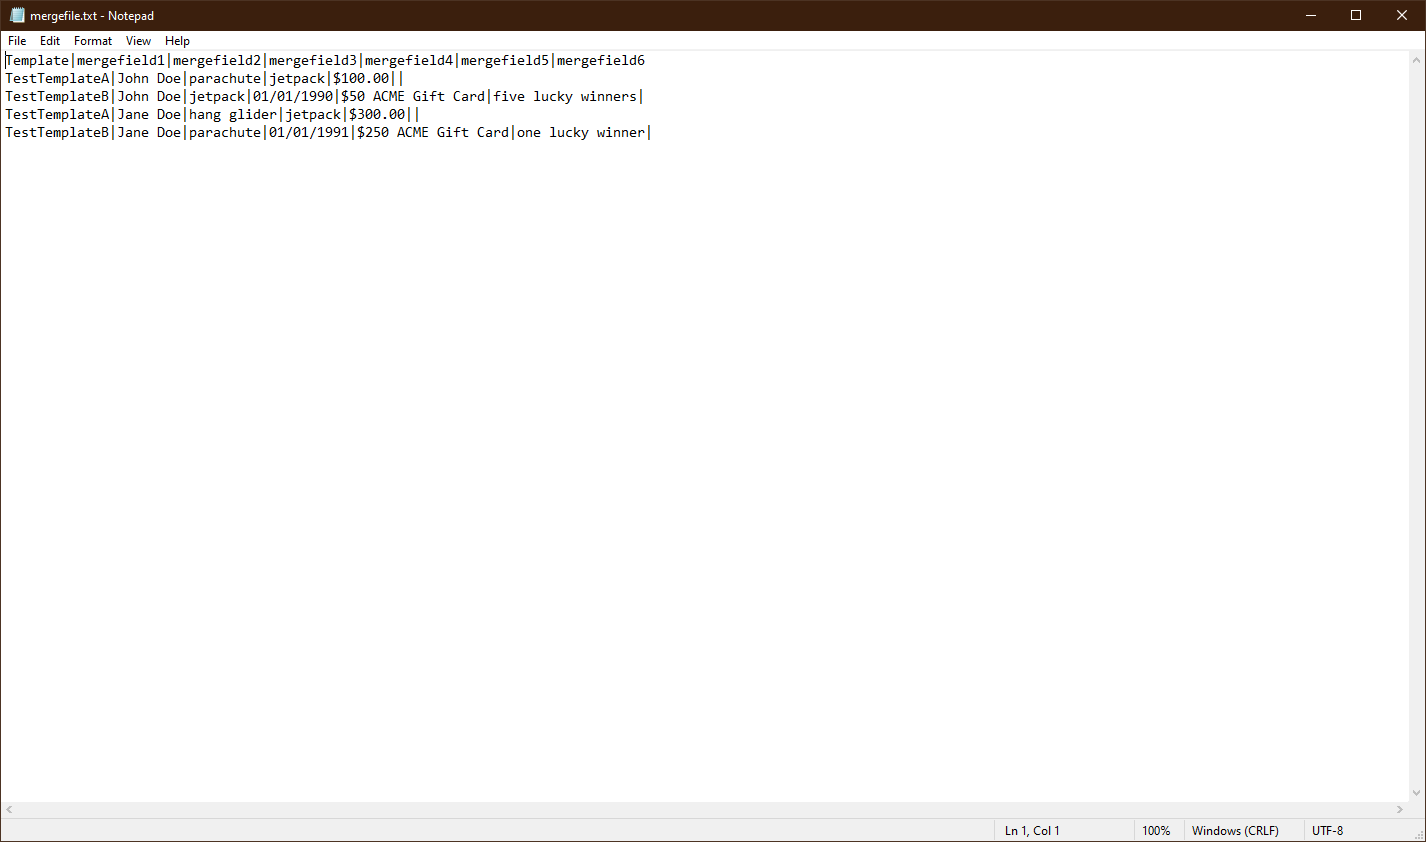 mergefile.txt - Notepad
File Edit Format View Help
Template|mergefield1|mergefield2|mergefield3|mergefield4|mergefield5|mergefield6
TestTemplateA|John Doe|parachute|jetpack|$100.00||
TestTemplateB|John Doe|jetpack|01/01/1990|$50 ACME Gift Card|five lucky winners|
TestTemplateA|Jane Doe|hang glider|jetpack|$300.00||
TestTemplateB|Jane Doe|parachute|01/01/1991|$250 ACME Gift Card|one lucky winner|
Ln 1, Col 1 100% Windows (CRLF) UTF-8